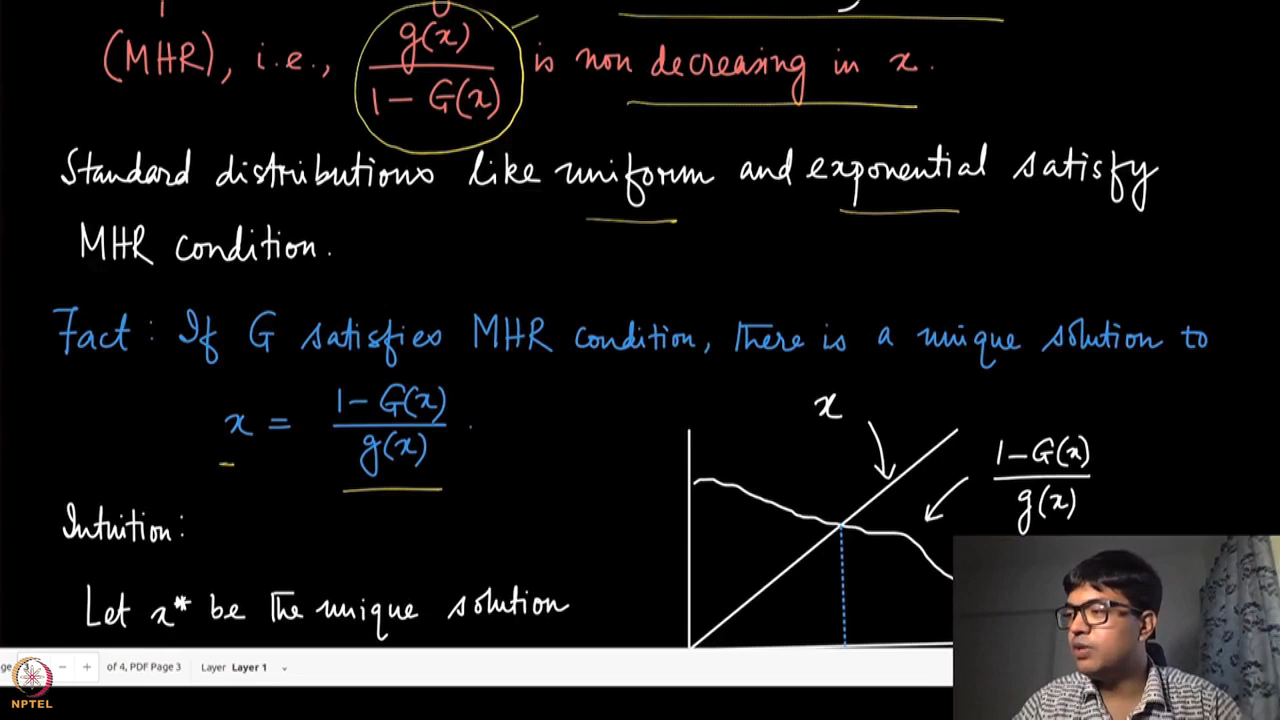 (MHR), i.e., g(x) / 1 - G(x) is non decreasing in x.
Standard distributions like uniform and exponential satisfy
MHR condition.
Fact: If G satisfies MHR condition, there is a unique solution to
x = 1 - G(x) / g(x) .
x
1 - G(x) / g(x)
Intuition:
Let x* be the unique solution
of 4, PDF Page 3 Layer Layer 1
NPTEL